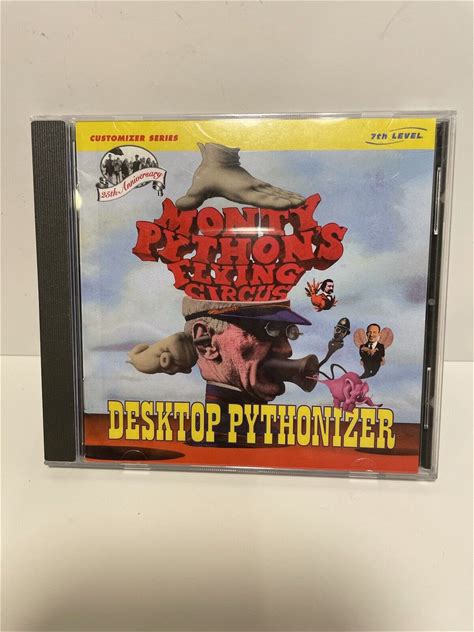 CUSTOMIZER SERIES
7th LEVEL
25th Anniversary
MONTY
PYTHON'S
FLYING
CIRCUS
DESKTOP PYTHONIZER